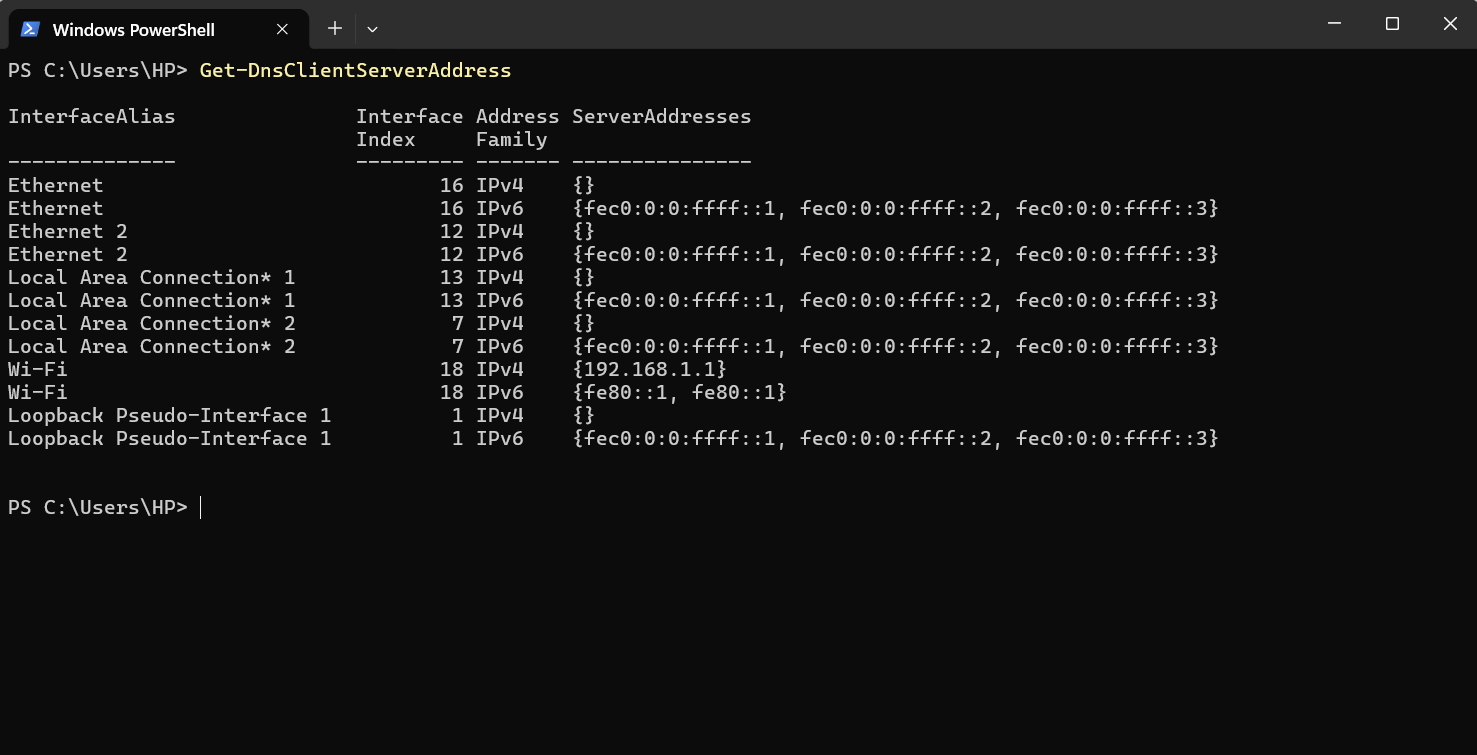 Windows PowerShell
PS C:\Users\HP> Get-DnsClientServerAddress
InterfaceAlias               Interface Address ServerAddresses
                             Index     Family
--------------               --------- ------- ---------------
Ethernet                            16 IPv4    {}
Ethernet                            16 IPv6    {fec0:0:0:ffff::1, fec0:0:0:ffff::2, fec0:0:0:ffff::3}
Ethernet 2                          12 IPv4    {}
Ethernet 2                          12 IPv6    {fec0:0:0:ffff::1, fec0:0:0:ffff::2, fec0:0:0:ffff::3}
Local Area Connection* 1            13 IPv4    {}
Local Area Connection* 1            13 IPv6    {fec0:0:0:ffff::1, fec0:0:0:ffff::2, fec0:0:0:ffff::3}
Local Area Connection* 2             7 IPv4    {}
Local Area Connection* 2             7 IPv6    {fec0:0:0:ffff::1, fec0:0:0:ffff::2, fec0:0:0:ffff::3}
Wi-Fi                               18 IPv4    {192.168.1.1}
Wi-Fi                               18 IPv6    {fe80::1, fe80::1}
Loopback Pseudo-Interface 1          1 IPv4    {}
Loopback Pseudo-Interface 1          1 IPv6    {fec0:0:0:ffff::1, fec0:0:0:ffff::2, fec0:0:0:ffff::3}
PS C:\Users\HP>